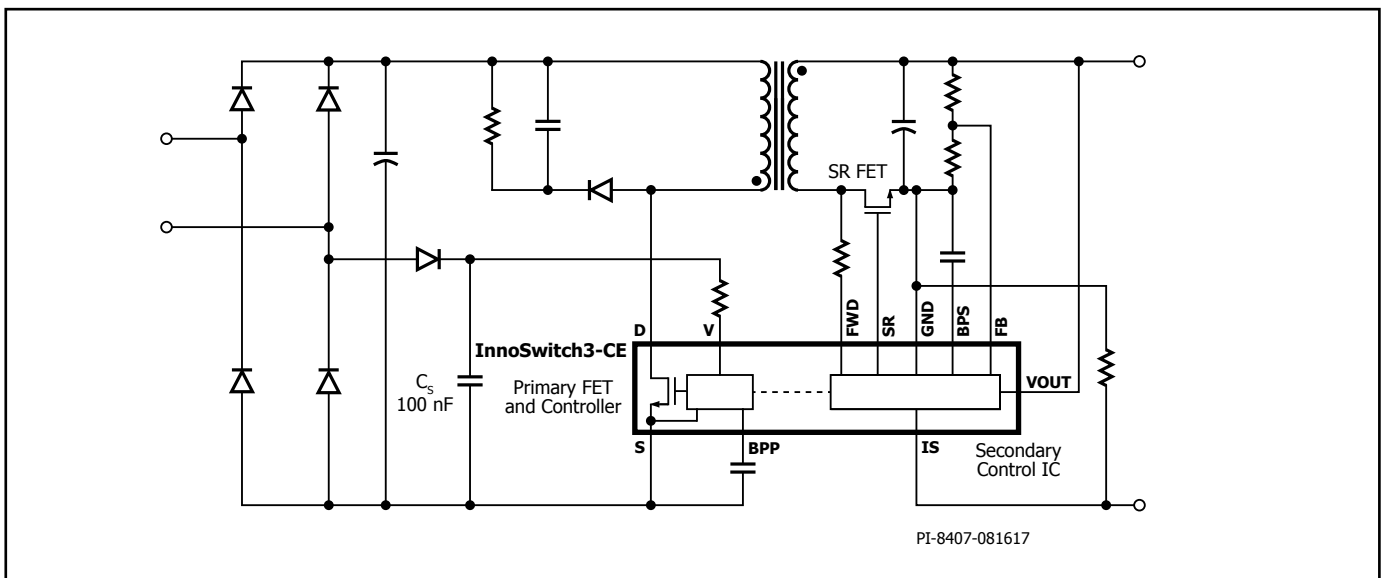 SR FET
FWD
SR
GND
BPS
FB
D
V
InnoSwitch3-CE
VOUT
Cs
100 nF
Primary FET
and Controller
S
BPP
IS
Secondary
Control IC
PI-8407-081617